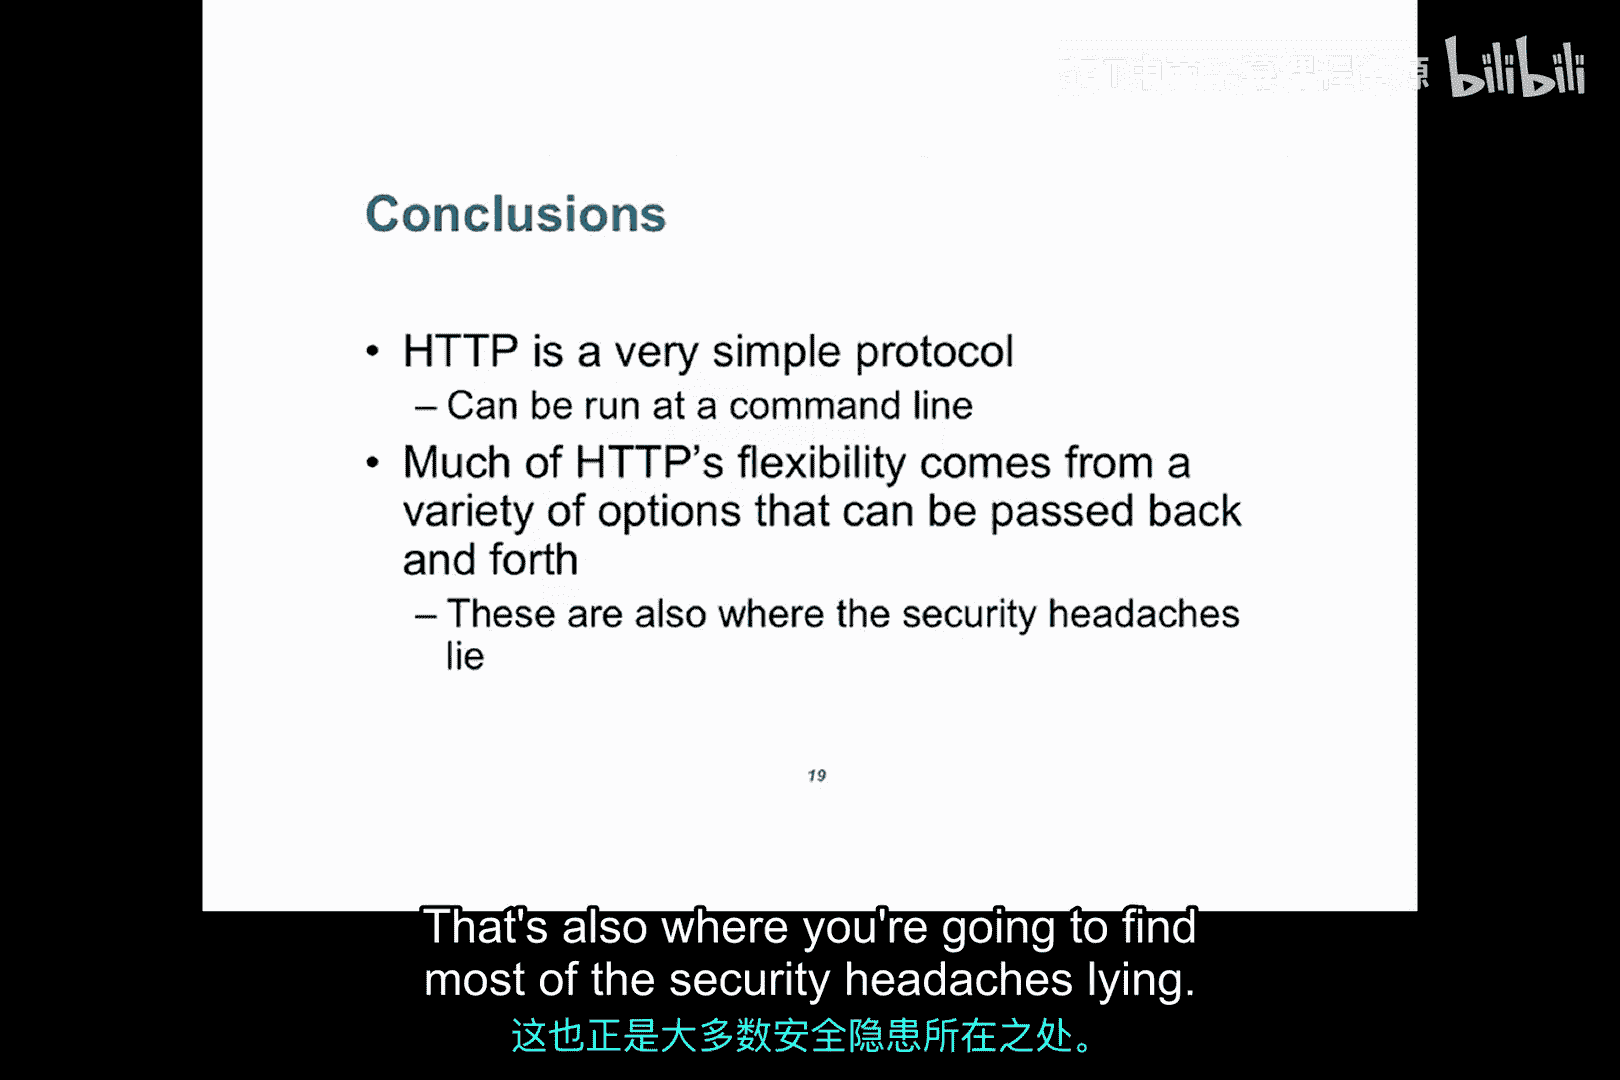 bilibili
Conclusions
• HTTP is a very simple protocol
– Can be run at a command line
• Much of HTTP's flexibility comes from a
variety of options that can be passed back
and forth
– These are also where the security headaches
lie
19
That's also where you're going to find
most of the security headaches lying.
这也正是大多数安全隐患所在之处。